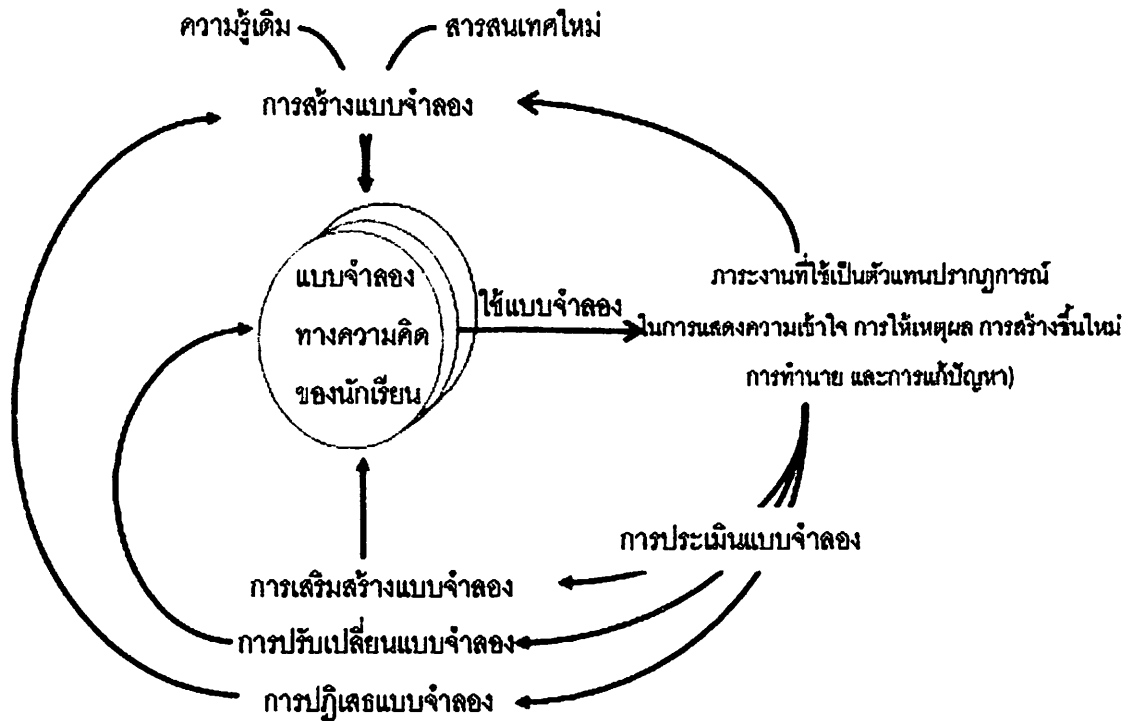 ความรู้เดิม
สารสนเทศใหม่
การสร้างแบบจำลอง
แบบจำลอง
ทางความคิด
ของนักเรียน
ใช้แบบจำลอง
ภาระงานที่ใช้เป็นตัวแทนปรากฏการณ์
ในการแสดงความเข้าใจ การให้เหตุผล การสร้างขึ้นใหม่
การทำนาย และการแก้ปัญหา)
การประเมินแบบจำลอง
การเสริมสร้างแบบจำลอง
การปรับเปลี่ยนแบบจำลอง
การปฏิเสธแบบจำลอง